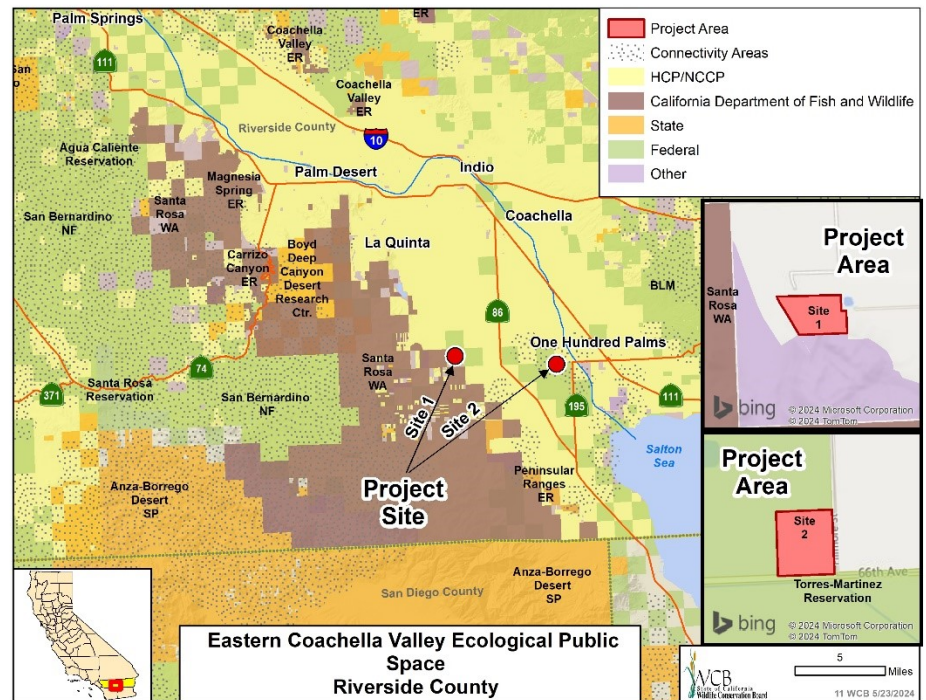 Palm Springs
ER
Coachella
Valley
ER
111
San
Coachella
Valley
ER
Riverside County
10
Agua Caliente
Reservation
Magnesia
Spring
ER
Palm Desert
Indio
San Bernardino
NF
Santa
Rosa
WA
Coachella
Carrizo
Canyon
ER
Boyd
Deep
Canyon
Desert
Research
Ctr.
La Quinta
BLM
86
One Hundred Palms
Santa
Rosa
WA
74
371
Santa Rosa
Reservation
San Bernardino
NF
Site 1
Site 2
195
111
Salton
Sea
Project
Site
Peninsular
Ranges
ER
Anza-Borrego
Desert
SP
San Diego County
Anza-Borrego
Desert
SP
Project Area
Connectivity Areas
HCP/NCCP
California Department of Fish and Wildlife
State
Federal
Other
Project
Area
Santa
Rosa
WA
Site
1
bing
© 2024 Microsoft Corporation
© 2024 TomTom
Project
Area
Site
2
66th Ave
Torres-Martinez
Reservation
bing
© 2024 Microsoft Corporation
© 2024 TomTom
Eastern Coachella Valley Ecological Public
Space
Riverside County
WCB
State of California
Wildlife Conservation Board
5
Miles
11 WCB 5/23/2024